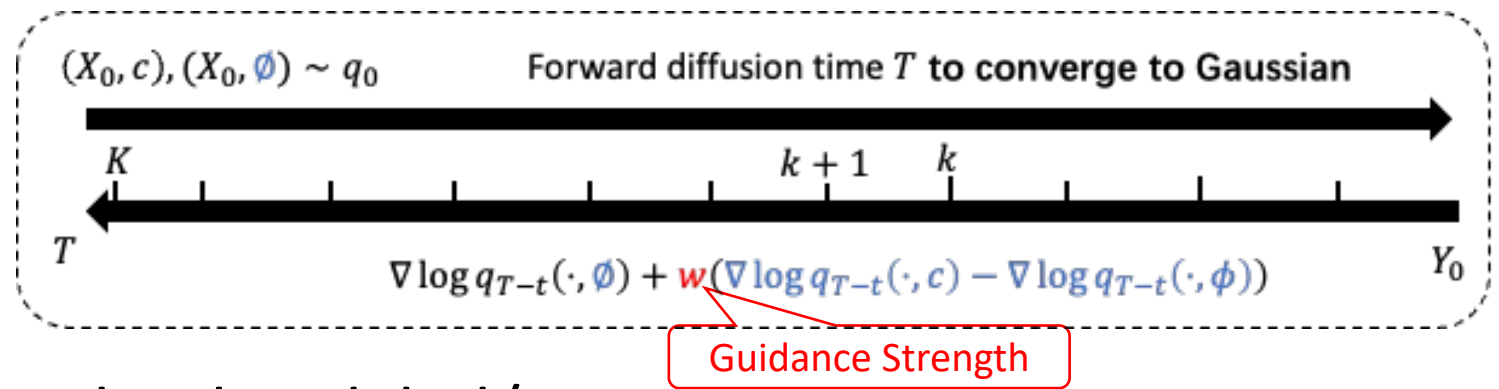 (X₀, c), (X₀, ∅) ~ q₀ Forward diffusion time T to converge to Gaussian
K k + 1 k
T ∇ log q_{T−t}(·, ∅) + w(∇ log q_{T−t}(·, c) − ∇ log q_{T−t}(·, ϕ)) Y₀
Guidance Strength